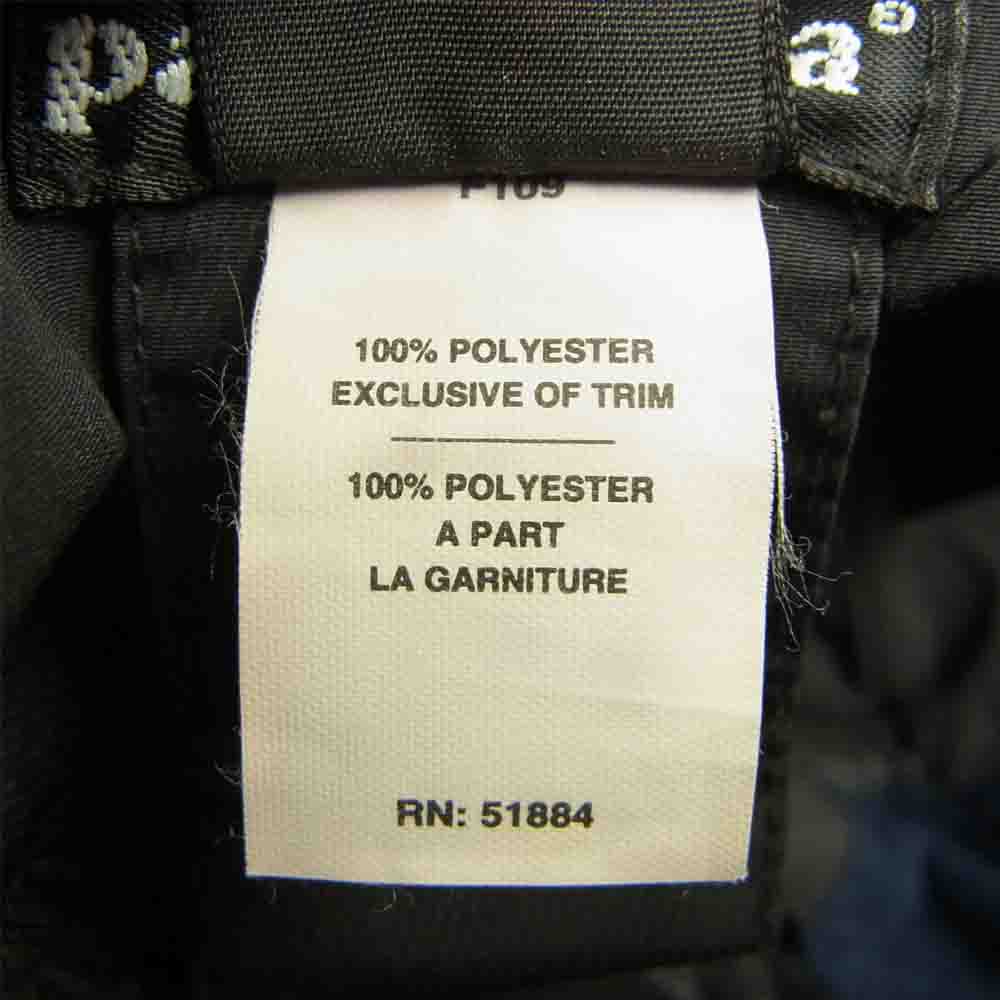 100% POLYESTER
EXCLUSIVE OF TRIM
100% POLYESTER
A PART
LA GARNITURE
RN: 51884